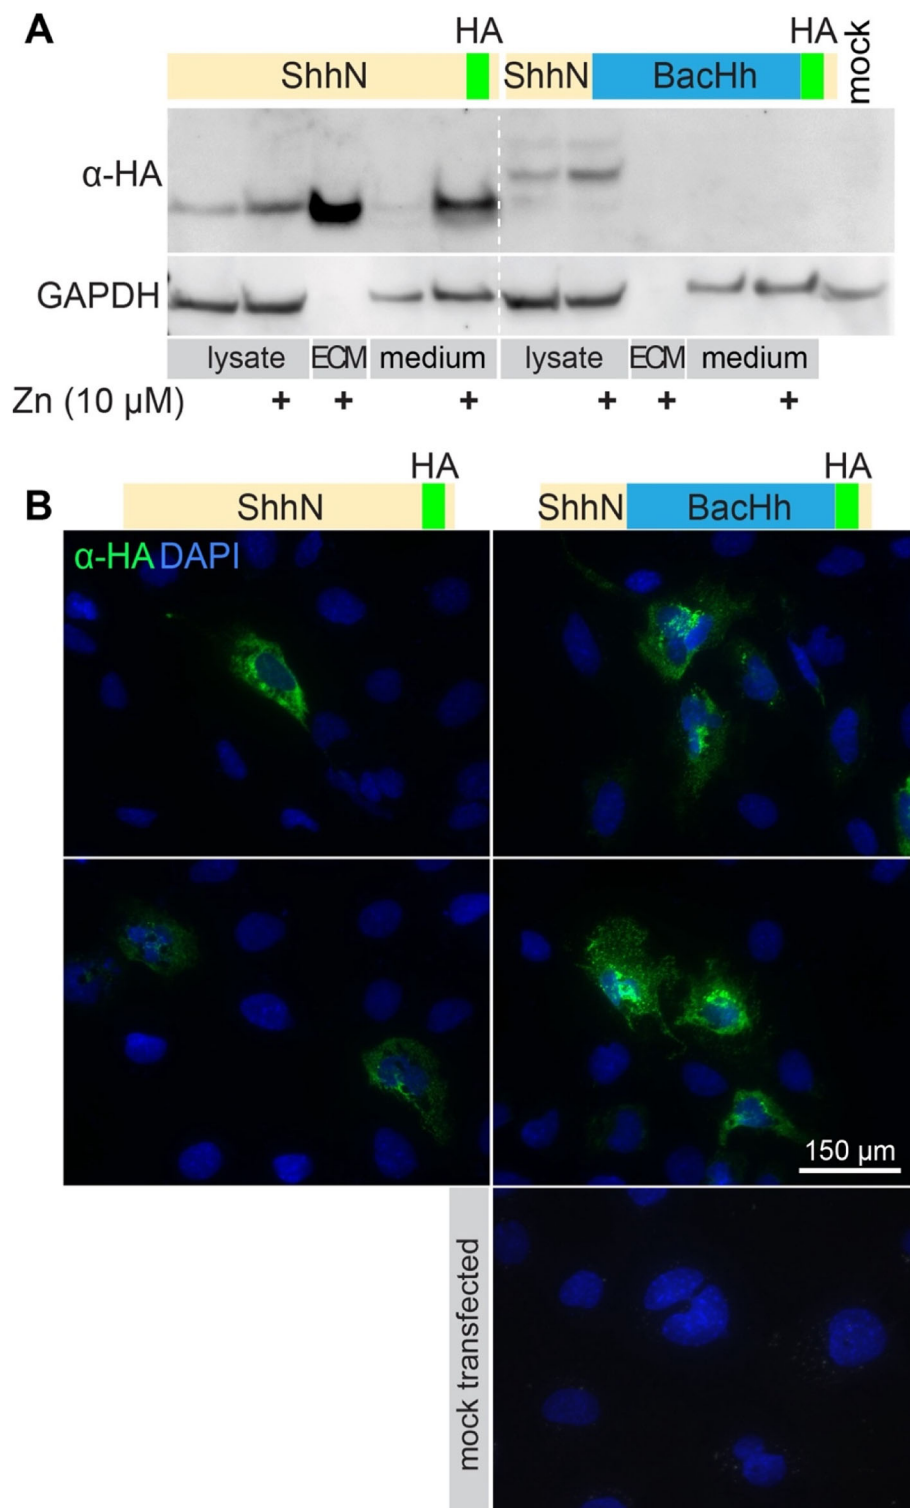 A
HA HA mock
ShhN ShhN BacHh
α-HA
GAPDH
lysate ECM medium lysate ECM medium
Zn (10 μM) + + + + + +
B
HA HA
ShhN ShhN BacHh
α-HA DAPI
150 μm
mock transfected